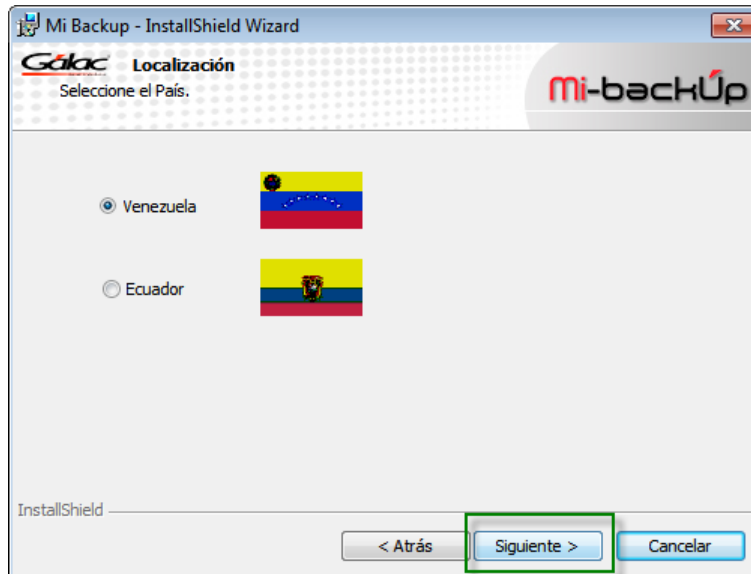 Mi Backup - InstallShield Wizard
Gálac Localización
Seleccione el País.
Mi-backÚp
Venezuela
Ecuador
InstallShield
< Atrás Siguiente > Cancelar